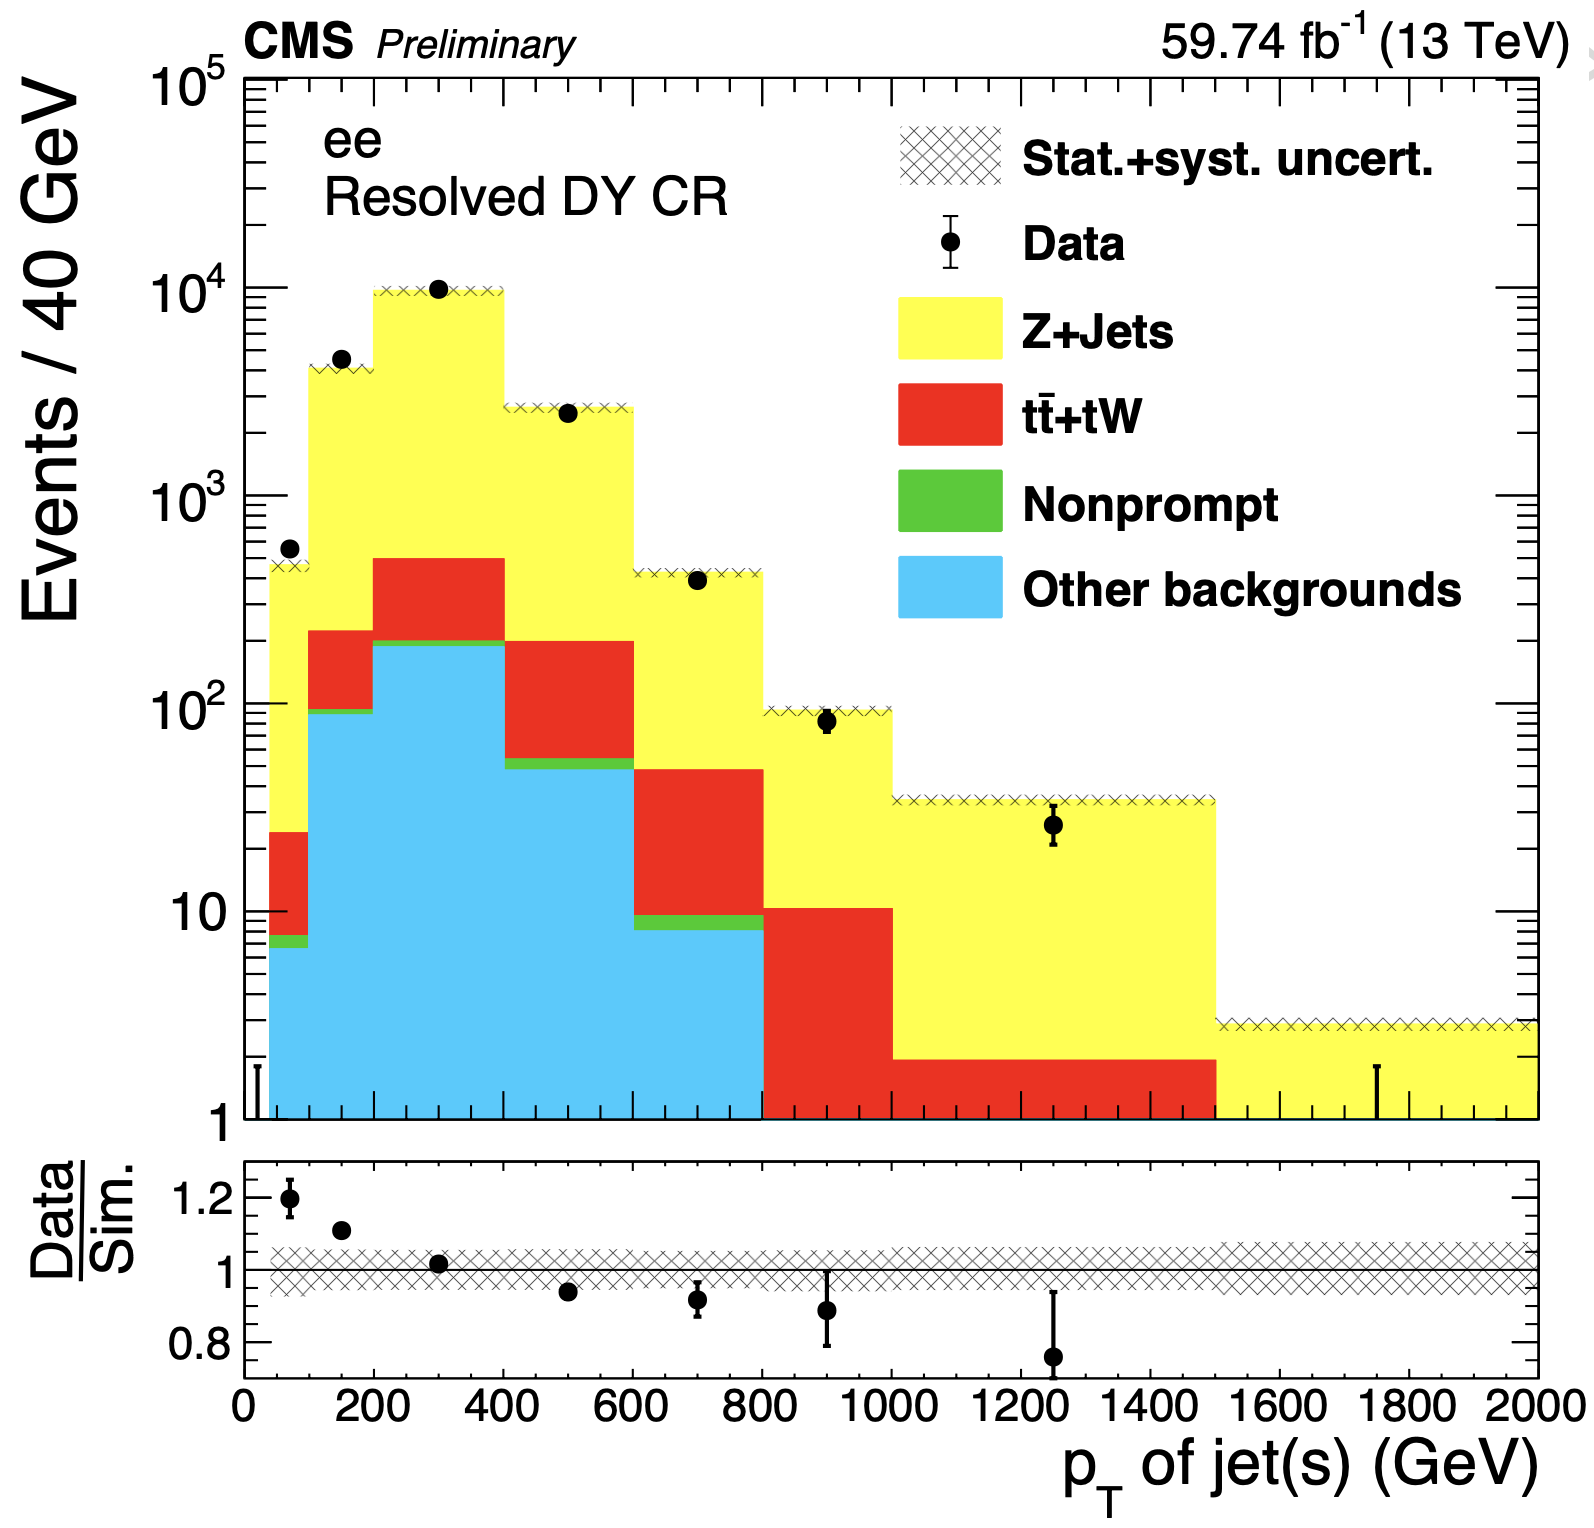 CMS Preliminary 59.74 fb⁻¹ (13 TeV)
Events / 40 GeV
10⁵
10⁴
10³
10²
10
1
ee
Resolved DY CR
Stat.+syst. uncert.
Data
Z+Jets
tt̄+tW
Nonprompt
Other backgrounds
Data
Sim.
1.2
1
0.8
0 200 400 600 800 1000 1200 1400 1600 1800 2000
p_T of jet(s) (GeV)